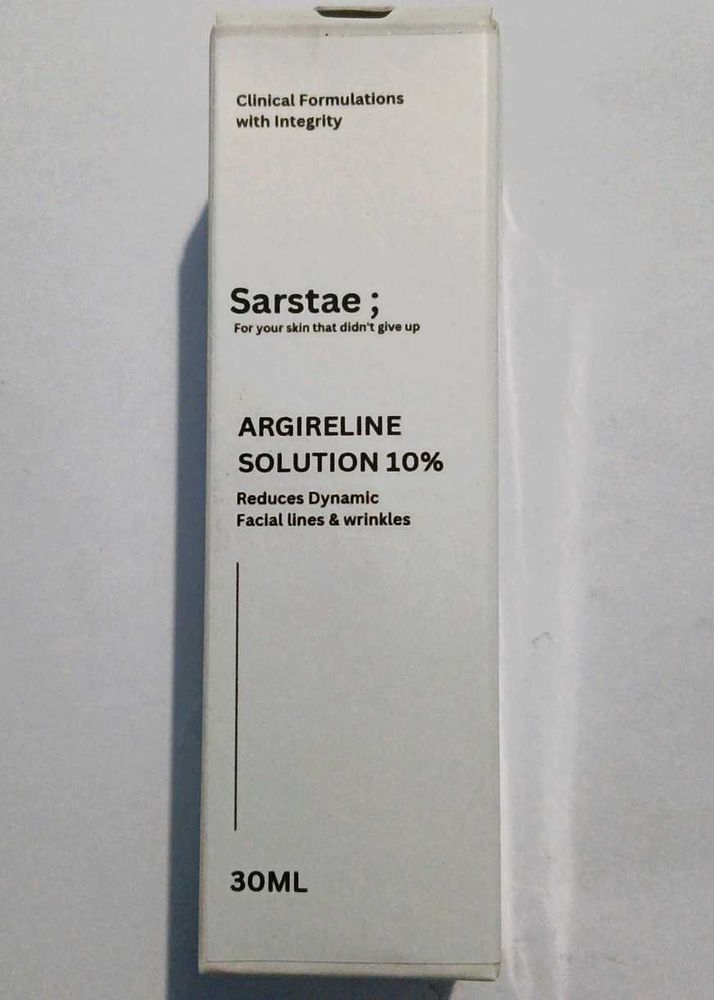 Clinical Formulations
with Integrity
Sarstae ;
For your skin that didn't give up
ARGIRELINE
SOLUTION 10%
Reduces Dynamic
Facial lines & wrinkles
30ML